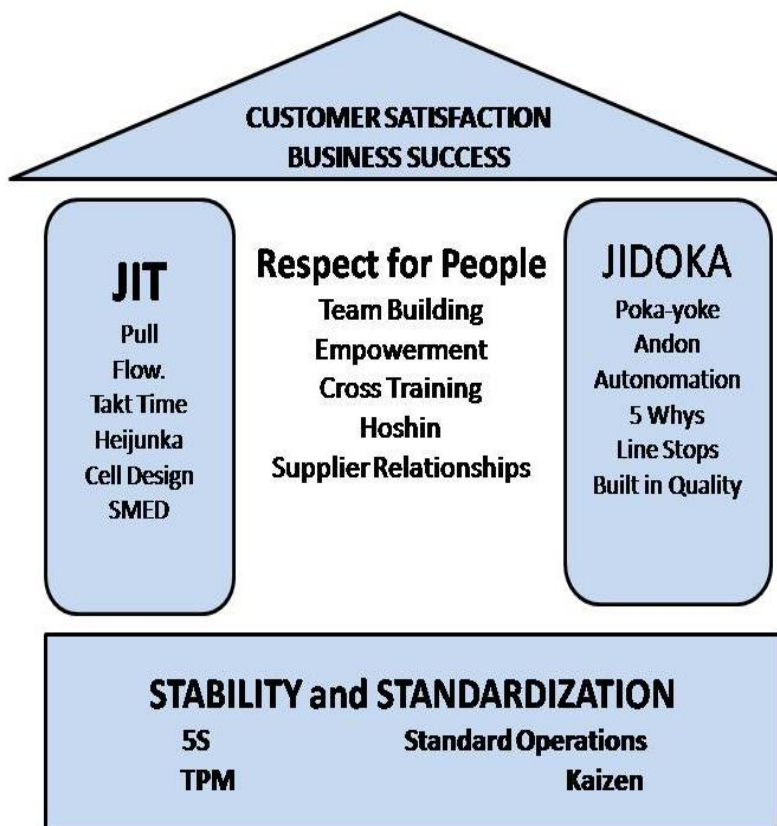 CUSTOMER SATISFACTION
BUSINESS SUCCESS
JIT
Pull
Flow.
Takt Time
Heijunka
Cell Design
SMED
Respect for People
Team Building
Empowerment
Cross Training
Hoshin
Supplier Relationships
JIDOKA
Poka-yoke
Andon
Autonomation
5 Whys
Line Stops
Built in Quality
STABILITY and STANDARDIZATION
5S Standard Operations
TPM Kaizen